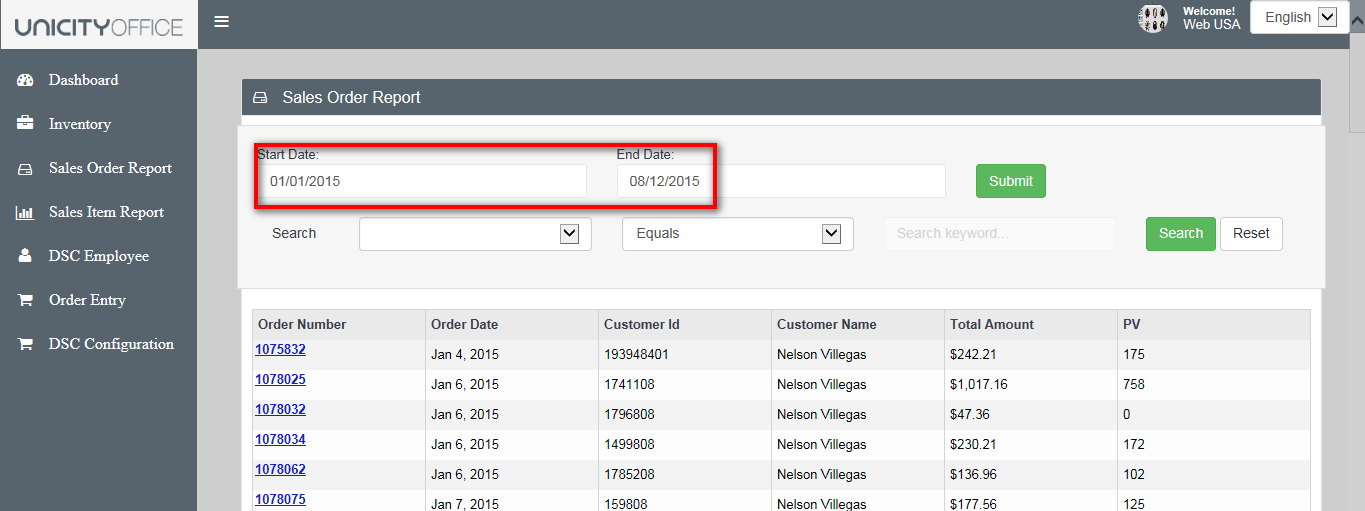 UNICITYOFFICE
Welcome!
Web USA
English
Dashboard
Inventory
Sales Order Report
Sales Item Report
DSC Employee
Order Entry
DSC Configuration
Sales Order Report
Start Date: End Date:
01/01/2015 08/12/2015 Submit
Search Equals Search keyword... Search Reset
Order Number Order Date Customer Id Customer Name Total Amount PV
1075832 Jan 4, 2015 193948401 Nelson Villegas $242.21 175
1078025 Jan 6, 2015 1741108 Nelson Villegas $1,017.16 758
1078032 Jan 6, 2015 1796808 Nelson Villegas $47.36 0
1078034 Jan 6, 2015 1499808 Nelson Villegas $230.21 172
1078062 Jan 6, 2015 1785208 Nelson Villegas $136.96 102
1078075 Jan 7, 2015 159808 Nelson Villegas $177.56 125